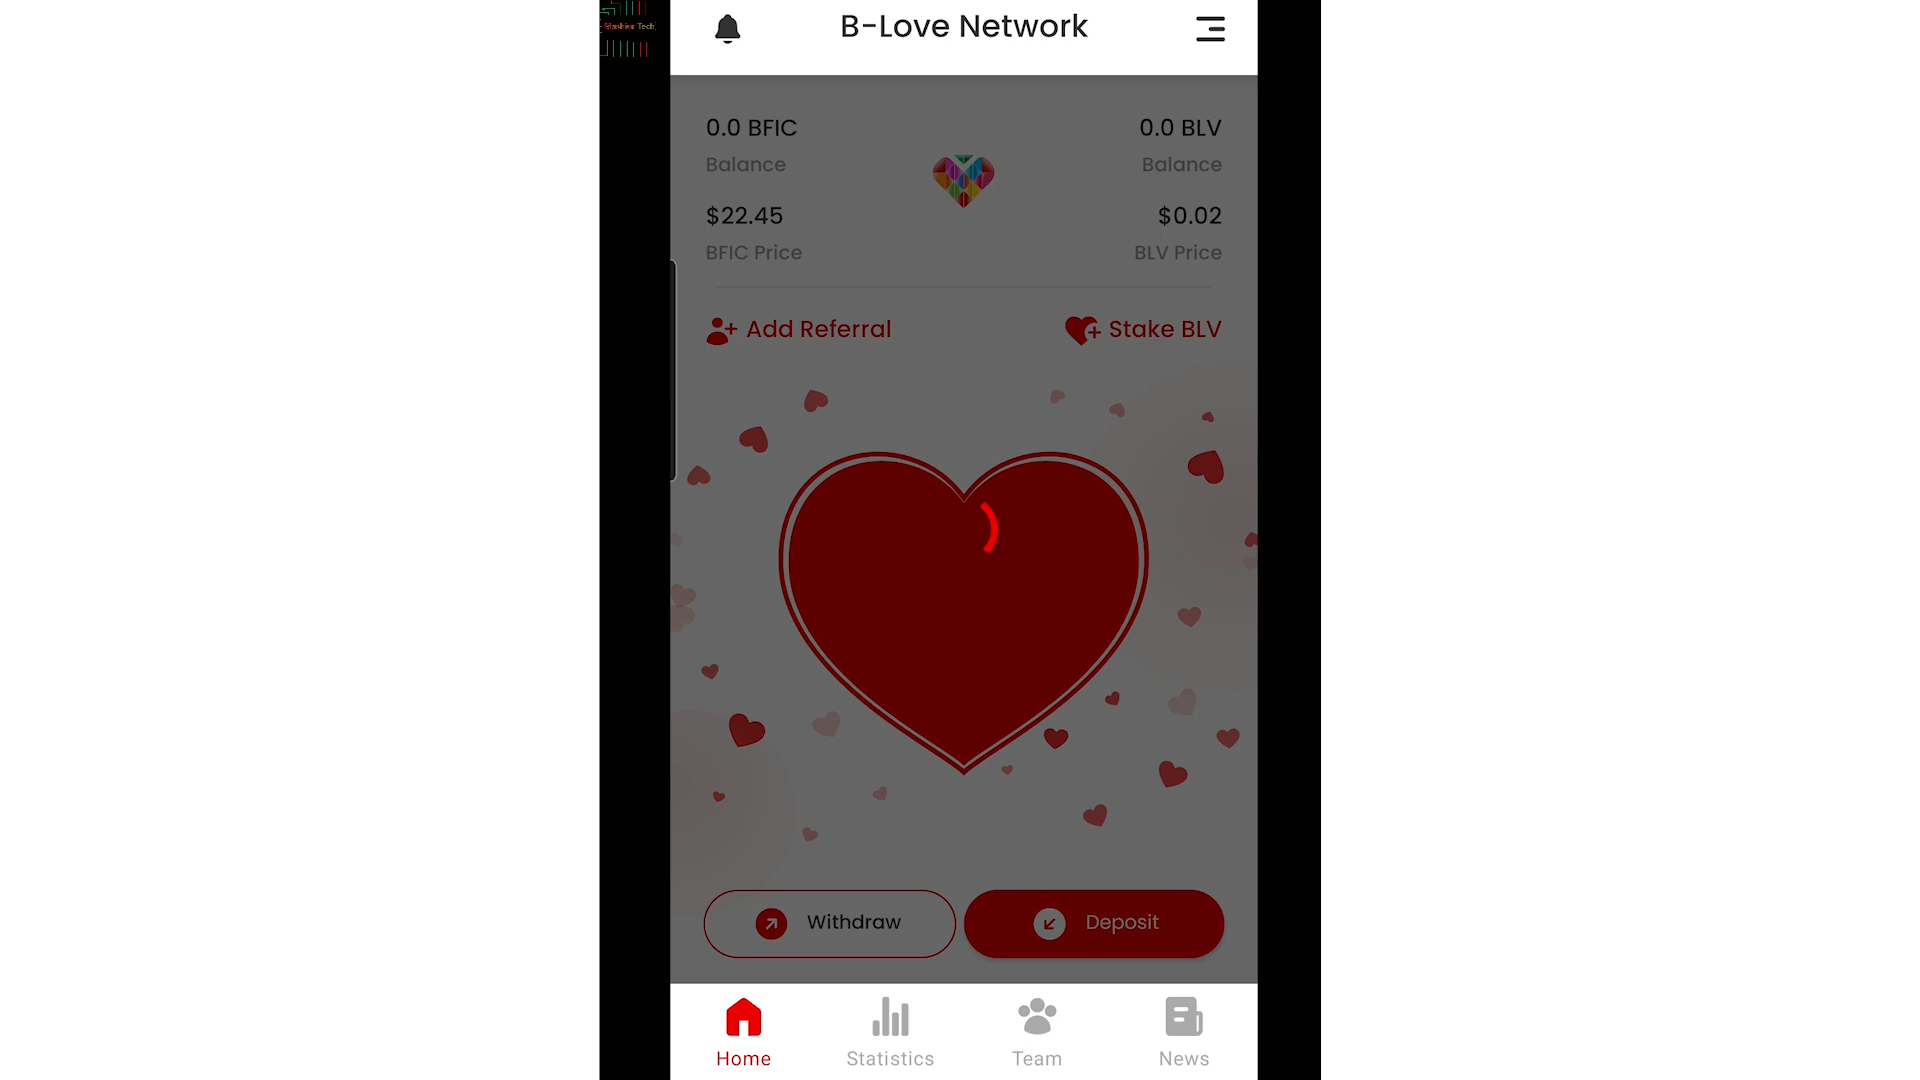 B-Love Network
0.0 BFIC
0.0 BLV
Balance
Balance
$22.45
$0.02
BFIC Price
BLV Price
Add Referral
Stake BLV
Withdraw
Deposit
Home
Statistics
Team
News